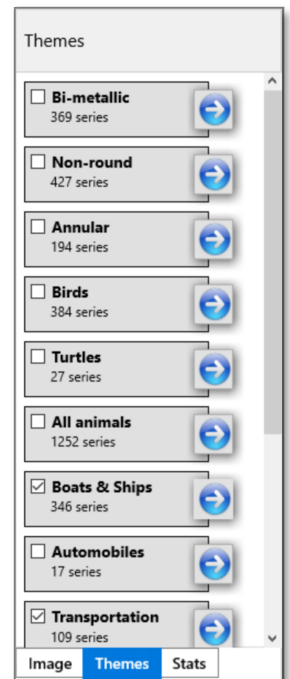 Themes
Bi-metallic
369 series
Non-round
427 series
Annular
194 series
Birds
384 series
Turtles
27 series
All animals
1252 series
Boats & Ships
346 series
Automobiles
17 series
Transportation
109 series
Image Themes Stats